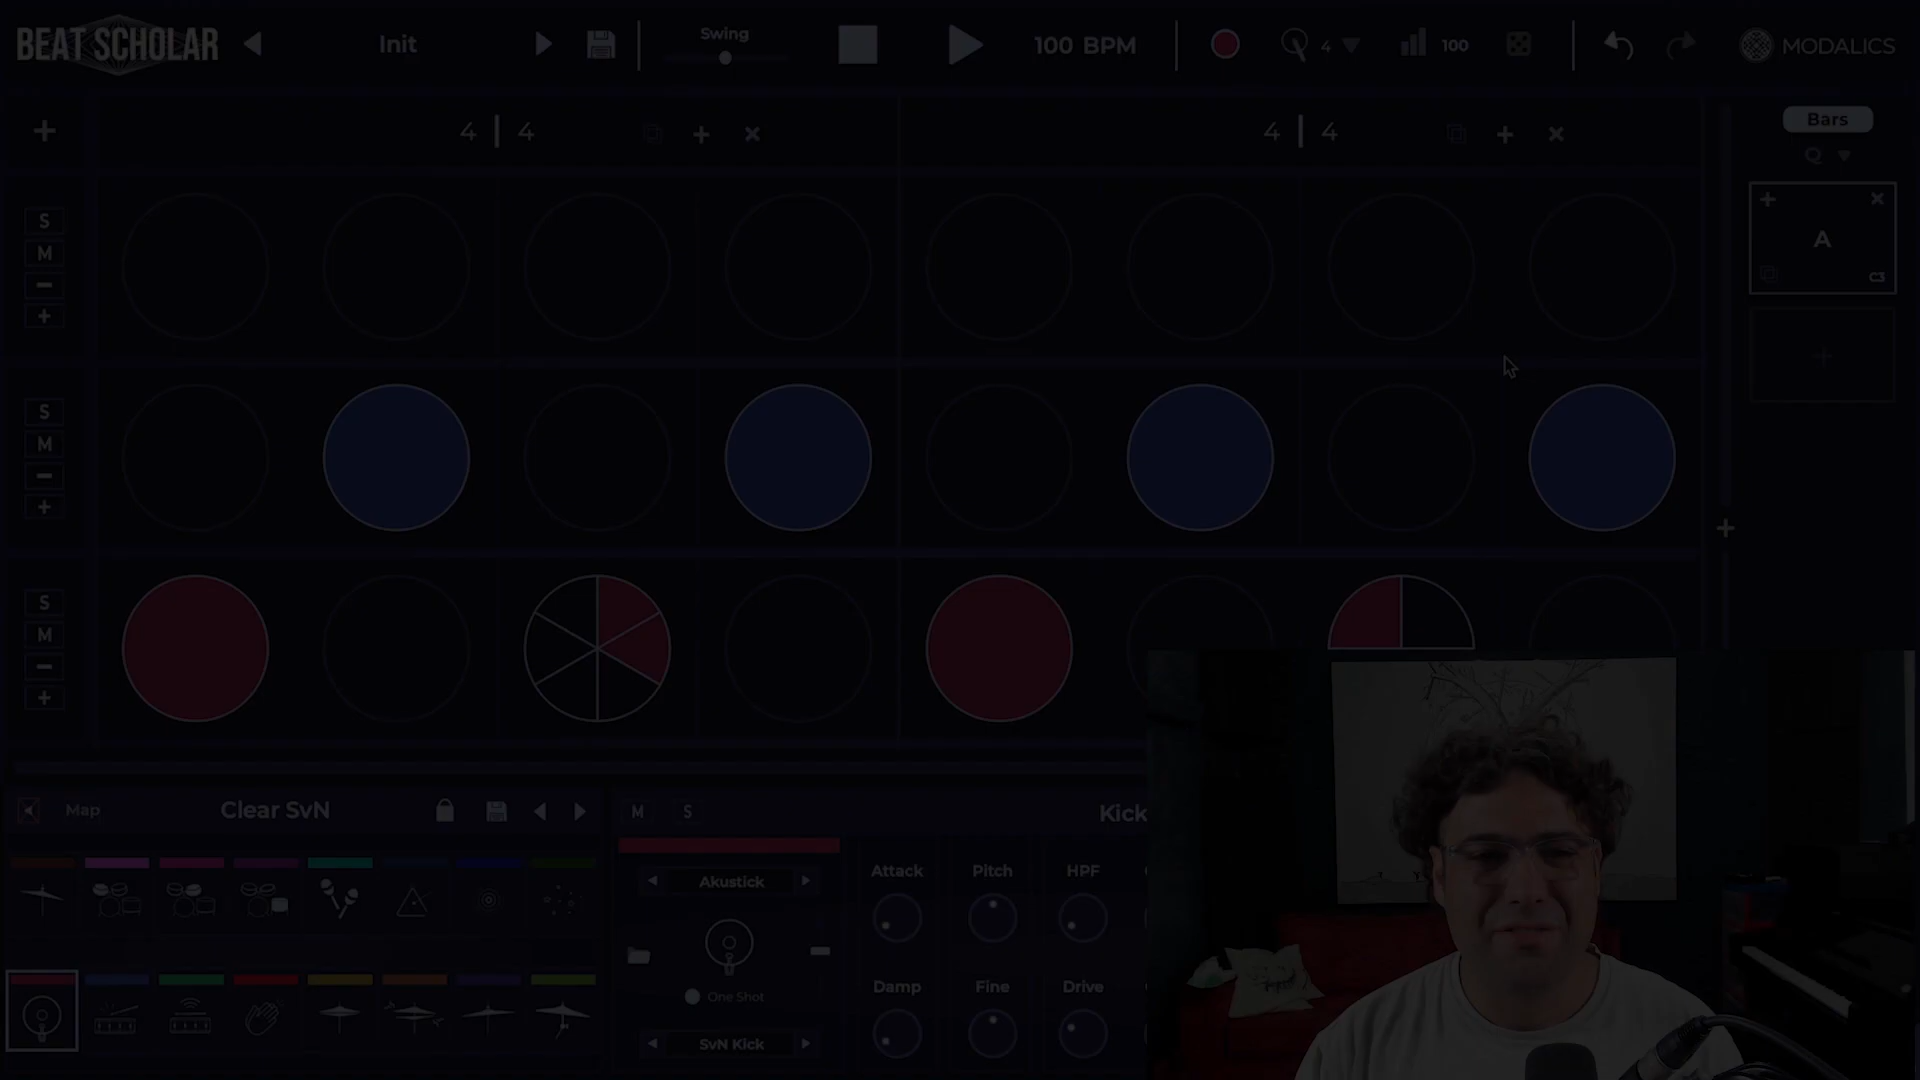 BEAT SCHOLAR
Init
Swing
100 BPM
4
100
MODALICS
4 | 4
4 | 4
Bars
Q
S
M
A
C3
S
M
S
M
Map
Clear SvN
M
S
Kick
Akustick
One Shot
SvN Kick
Attack
Pitch
HPF
Damp
Fine
Drive